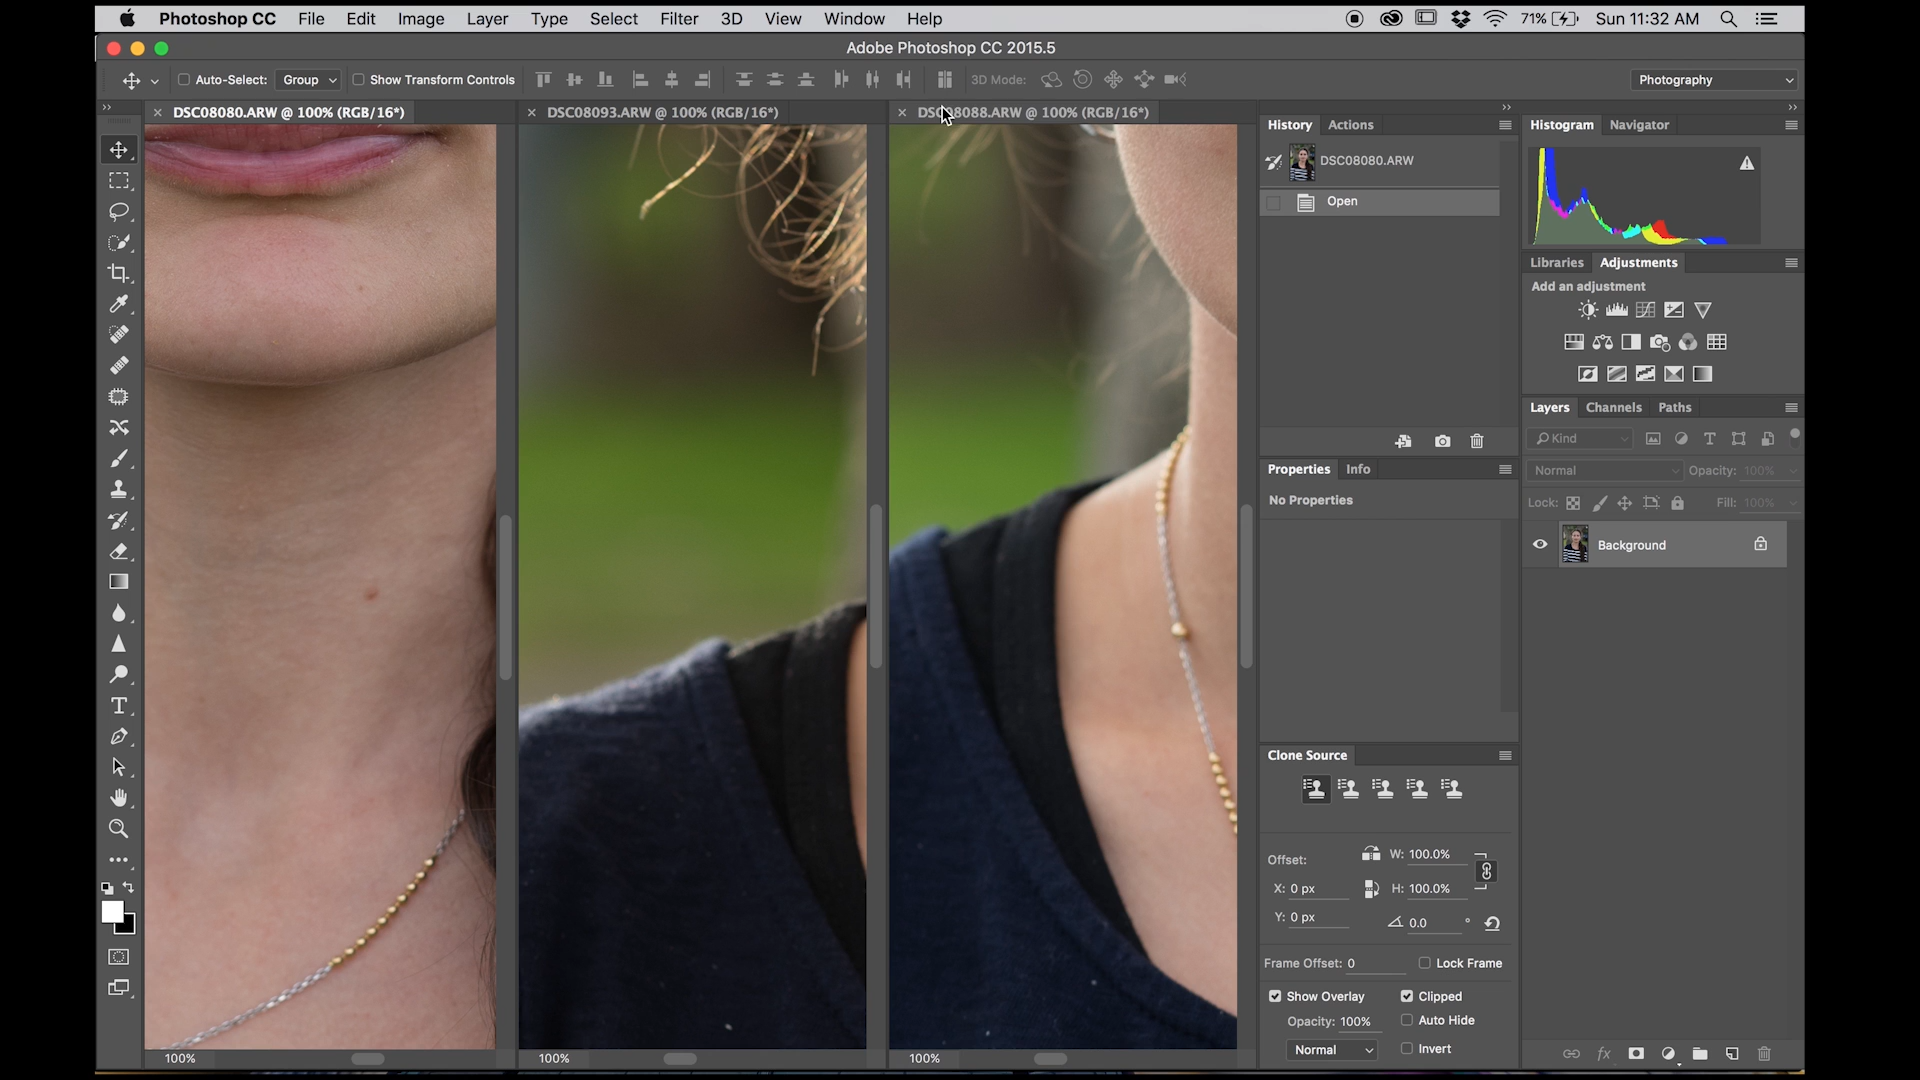 Photoshop CC File Edit Image Layer Type Select Filter 3D View Window Help 71% Sun 11:32 AM
Adobe Photoshop CC 2015.5
Auto-Select: Group Show Transform Controls 3D Mode: Photography
DSC08080.ARW @ 100% (RGB/16*) DSC08093.ARW @ 100% (RGB/16*) DSC08088.ARW @ 100% (RGB/16*)
History Actions
DSC08080.ARW
Open
Histogram Navigator
Libraries Adjustments
Add an adjustment
Layers Channels Paths
Kind
Normal Opacity: 100%
Lock: Fill: 100%
Background
fx
Properties Info
No Properties
Clone Source
Offset: W: 100.0%
X: 0 px H: 100.0%
Y: 0 px 0.0 °
Frame Offset: 0 Lock Frame
Show Overlay Clipped
Opacity: 100% Auto Hide
Normal Invert
100% 100% 100%